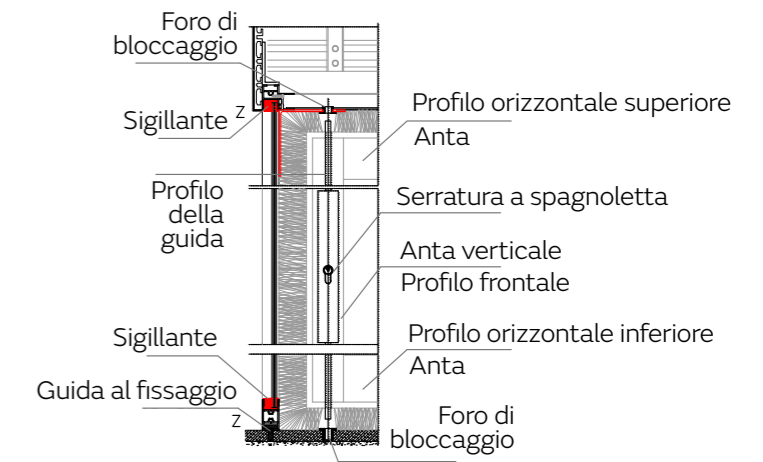 Foro di
bloccaggio
Sigillante Z
Profilo
della
guida
Sigillante
Guida al fissaggio
Z
Profilo orizzontale superiore
Anta
Serratura a spagnoletta
Anta verticale
Profilo frontale
Profilo orizzontale inferiore
Anta
Foro di
bloccaggio